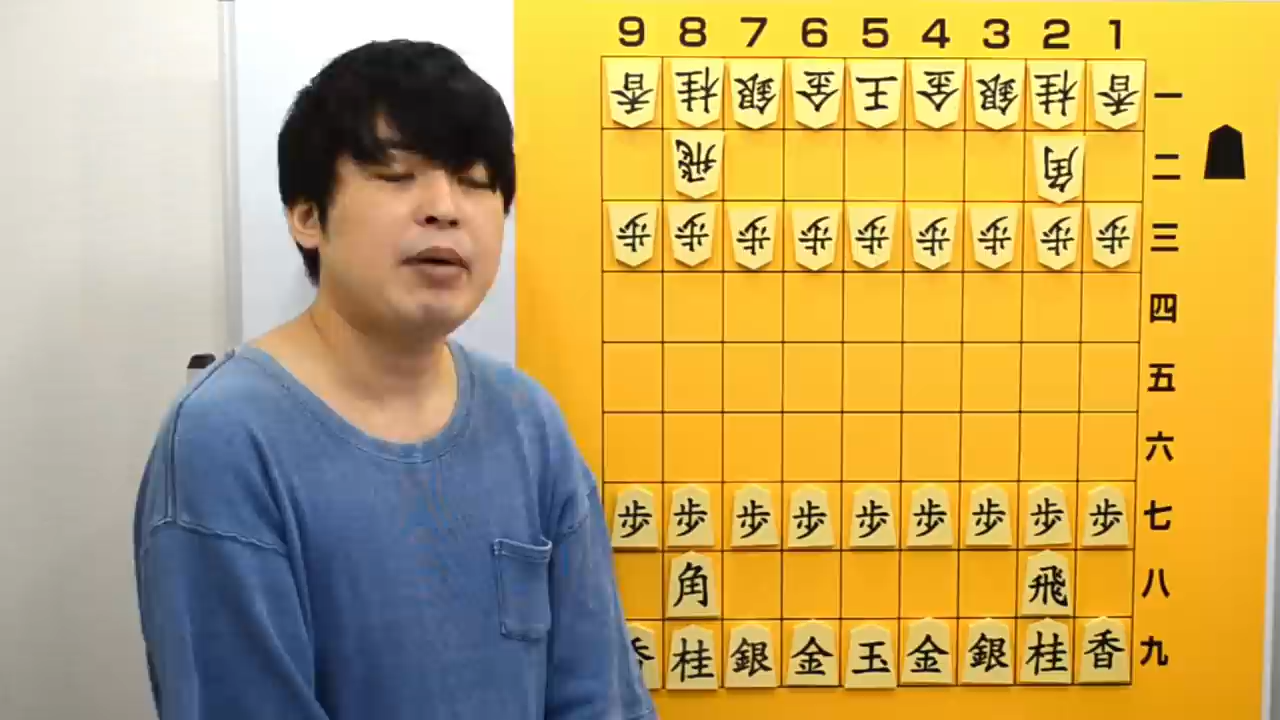 9 8 7 6 5 4 3 2 1
香 桂 銀 金 王 金 銀 桂 香 一
飛 角 二
歩 歩 歩 歩 歩 歩 歩 歩 歩 三
四
五
六
歩 歩 歩 歩 歩 歩 歩 歩 歩 七
角 飛 八
香 桂 銀 金 玉 金 銀 桂 香 九